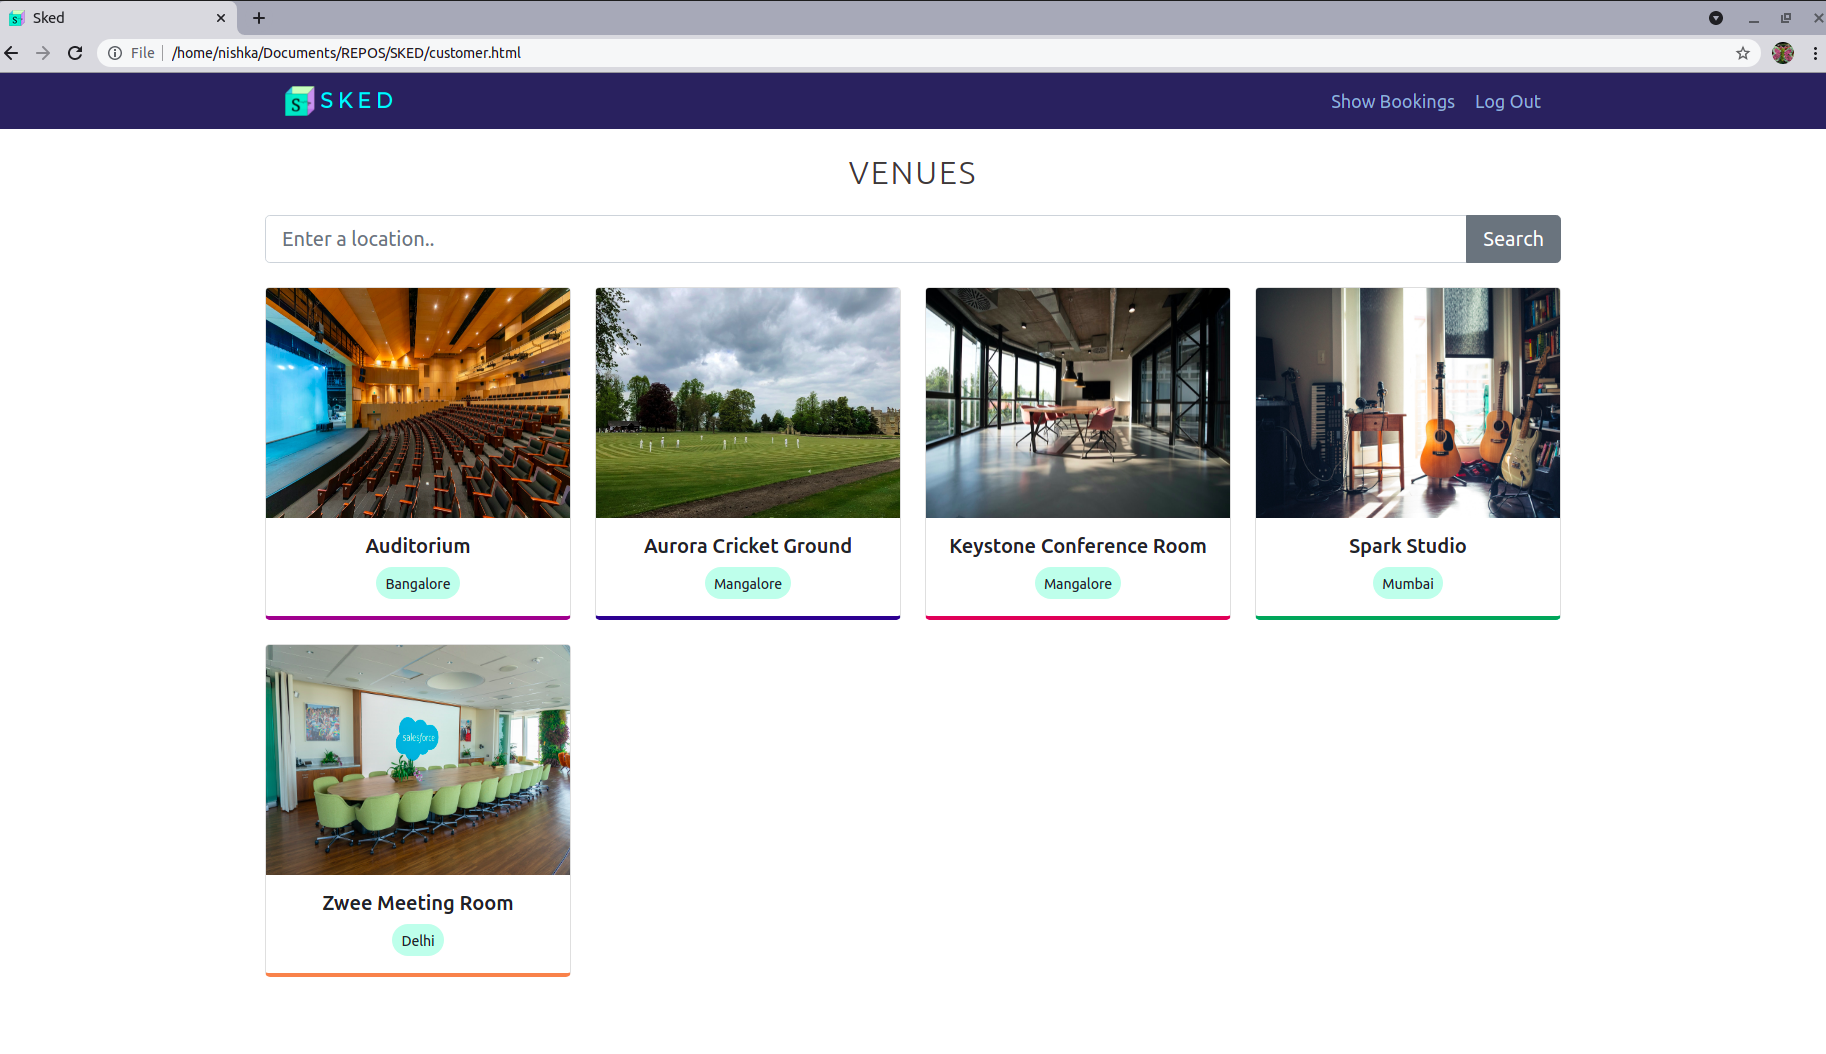 Sked
File
/home/nishka/Documents/REPOS/SKED/customer.html
S SKED
Show Bookings
Log Out
VENUES
Enter a location..
Search
Auditorium
Bangalore
Aurora Cricket Ground
Mangalore
Keystone Conference Room
Mangalore
Spark Studio
Mumbai
salesforce
Zwee Meeting Room
Delhi